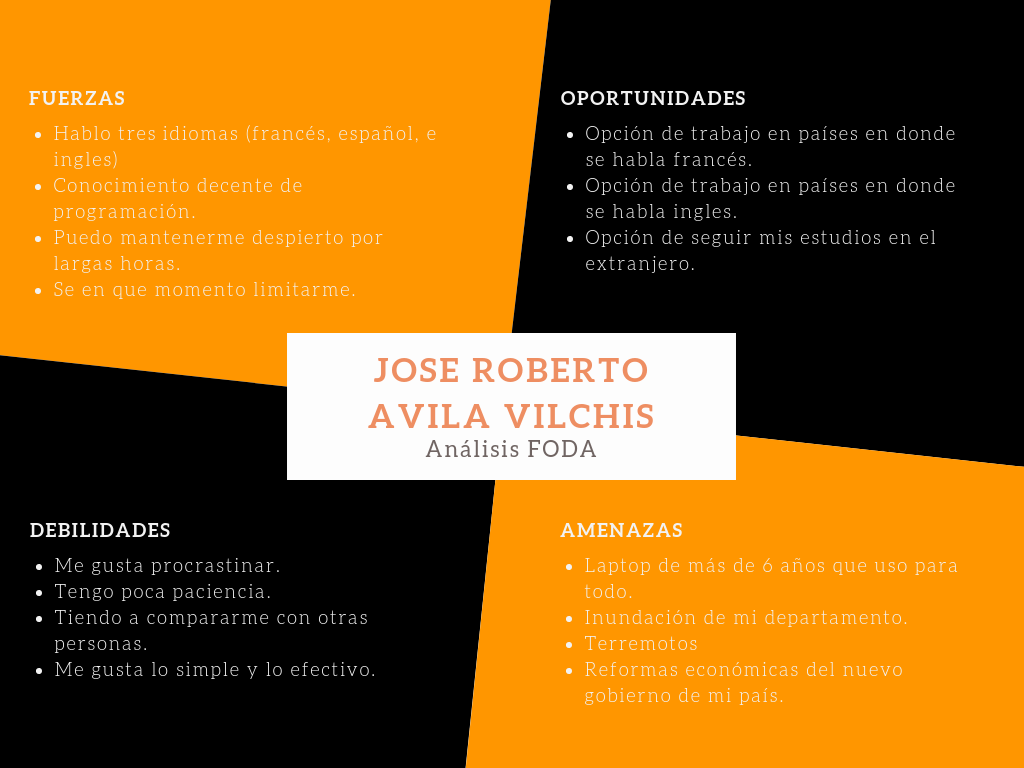 FUERZAS
• Hablo tres idiomas (francés, español, e
ingles)
• Conocimiento decente de
programación.
• Puedo mantenerme despierto por
largas horas.
• Se en que momento limitarme.
OPORTUNIDADES
• Opción de trabajo en países en donde
se habla francés.
• Opción de trabajo en países en donde
se habla ingles.
• Opción de seguir mis estudios en el
extranjero.
JOSE ROBERTO
AVILA VILCHIS
Análisis FODA
DEBILIDADES
• Me gusta procrastinar.
• Tengo poca paciencia.
• Tiendo a compararme con otras
personas.
• Me gusta lo simple y lo efectivo.
AMENAZAS
• Laptop de más de 6 años que uso para
todo.
• Inundación de mi departamento.
• Terremotos
• Reformas económicas del nuevo
gobierno de mi país.